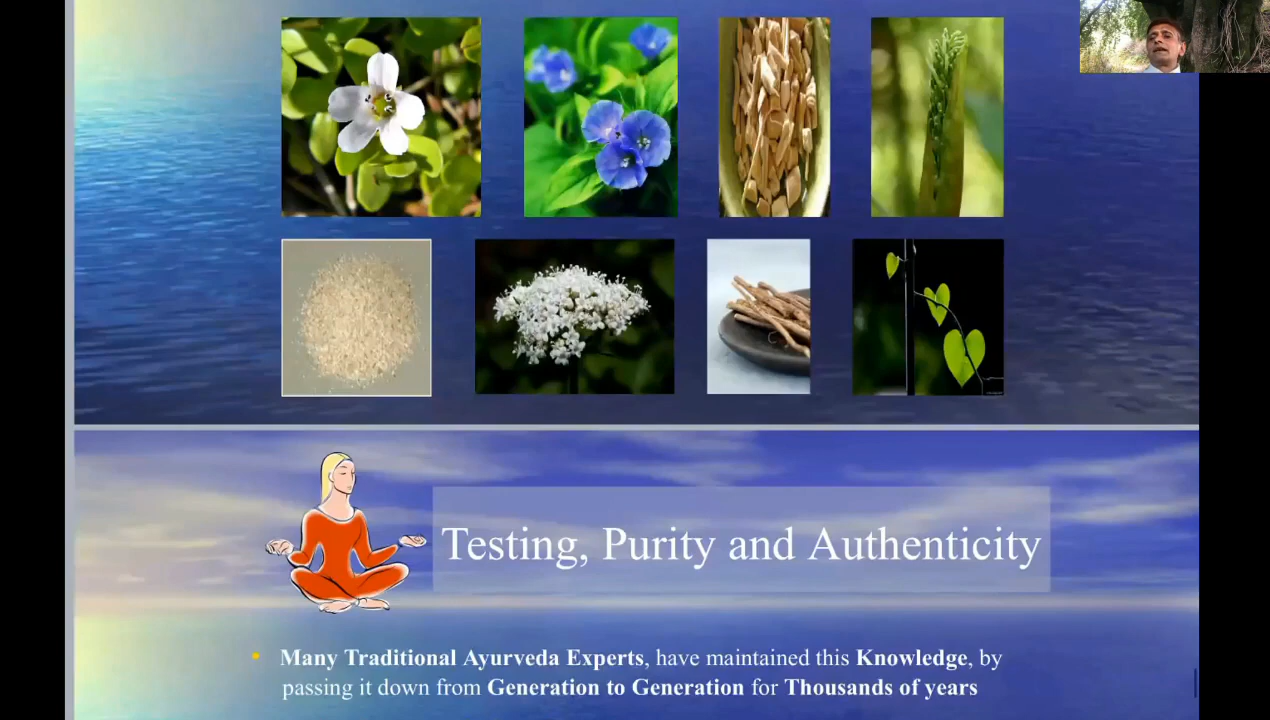 Testing, Purity and Authenticity
• Many Traditional Ayurveda Experts, have maintained this Knowledge, by
passing it down from Generation to Generation for Thousands of years